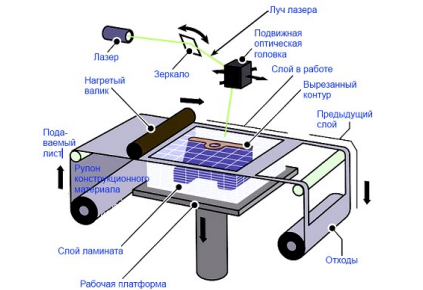 Луч лазера
Лазер
Зеркало
Подвижная
оптическая
головка
Слой в работе
Нагретый
валик
Вырезанный
контур
Предыдущий
слой
Пода-
ваемый
лист
Рулон
конструкционного
материала
Слой ламината
Рабочая платформа
Отходы